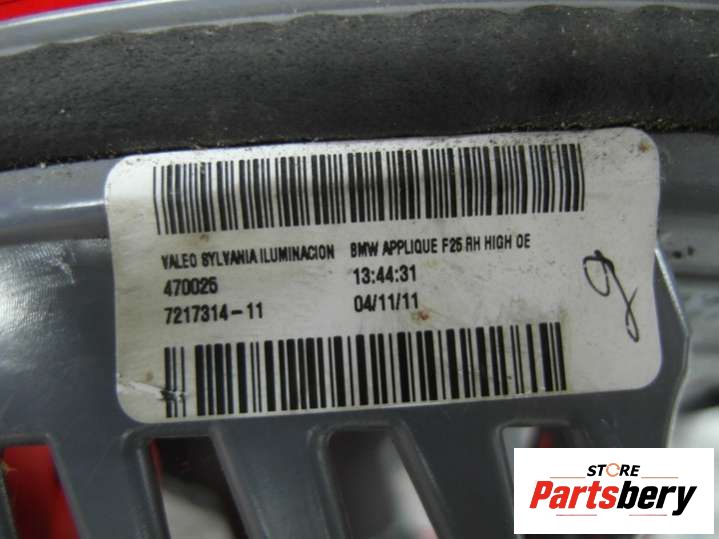 VALEO SYLVANIA ILUMINACION BMW APPLIQUE F25 RH HIGH OE
470025 13:44:31
7217314-11 04/11/11
STORE
Partsbery